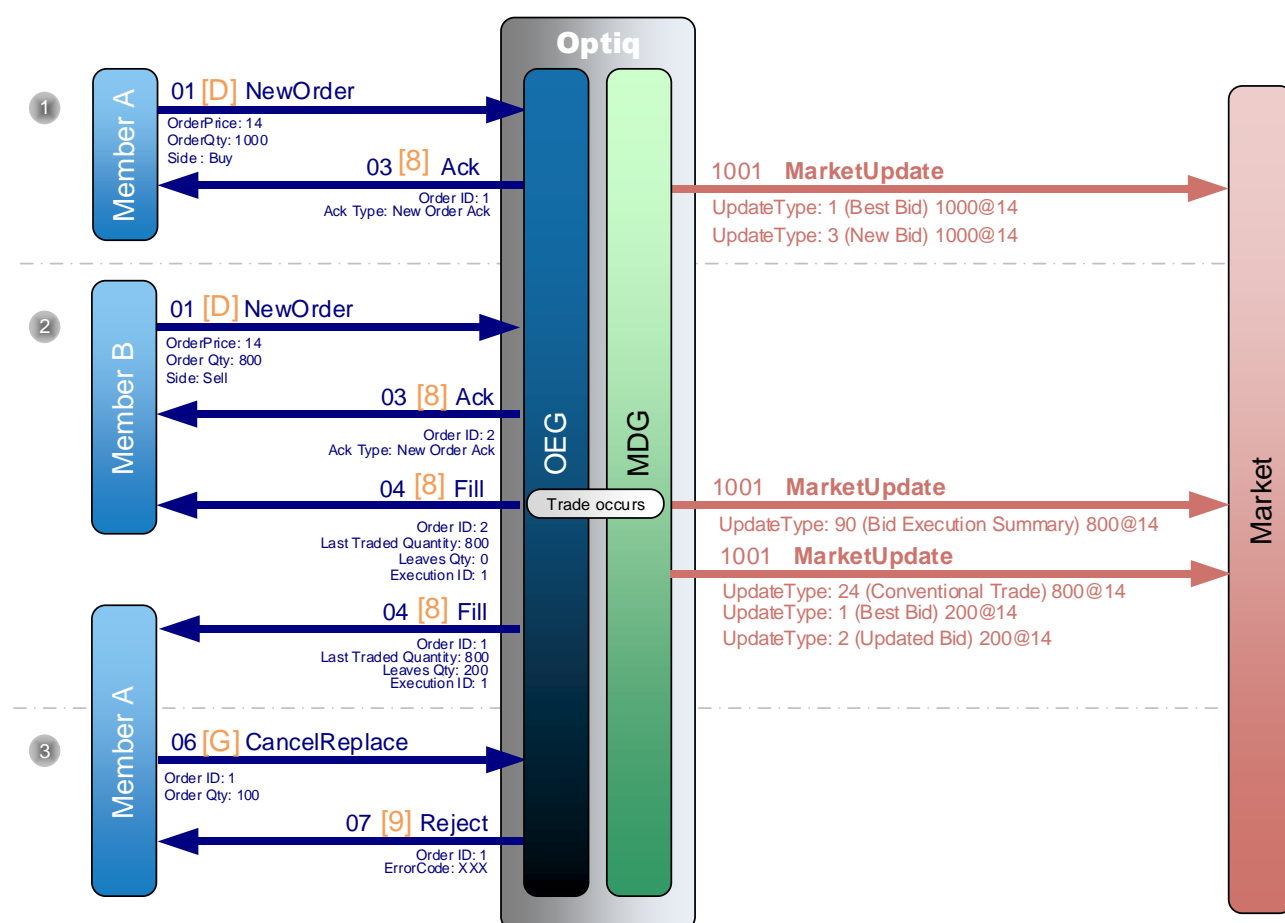 Optiq
1
Member A
01 [D] NewOrder
OrderPrice: 14
OrderQty: 1000
Side : Buy
03 [8] Ack
Order ID: 1
Ack Type: New Order Ack
1001 MarketUpdate
UpdateType: 1 (Best Bid) 1000@14
UpdateType: 3 (New Bid) 1000@14
2
Member B
01 [D] NewOrder
OrderPrice: 14
Order Qty: 800
Side: Sell
03 [8] Ack
Order ID: 2
Ack Type: New Order Ack
OEG
MDG
Market
04 [8] Fill
Trade occurs
Order ID: 2
Last Traded Quantity: 800
Leaves Qty: 0
Execution ID: 1
1001 MarketUpdate
UpdateType: 90 (Bid Execution Summary) 800@14
1001 MarketUpdate
UpdateType: 24 (Conventional Trade) 800@14
UpdateType: 1 (Best Bid) 200@14
UpdateType: 2 (Updated Bid) 200@14
Member A
04 [8] Fill
Order ID: 1
Last Traded Quantity: 800
Leaves Qty: 200
Execution ID: 1
3
06 [G] CancelReplace
Order ID: 1
Order Qty: 100
07 [9] Reject
Order ID: 1
ErrorCode: XXX